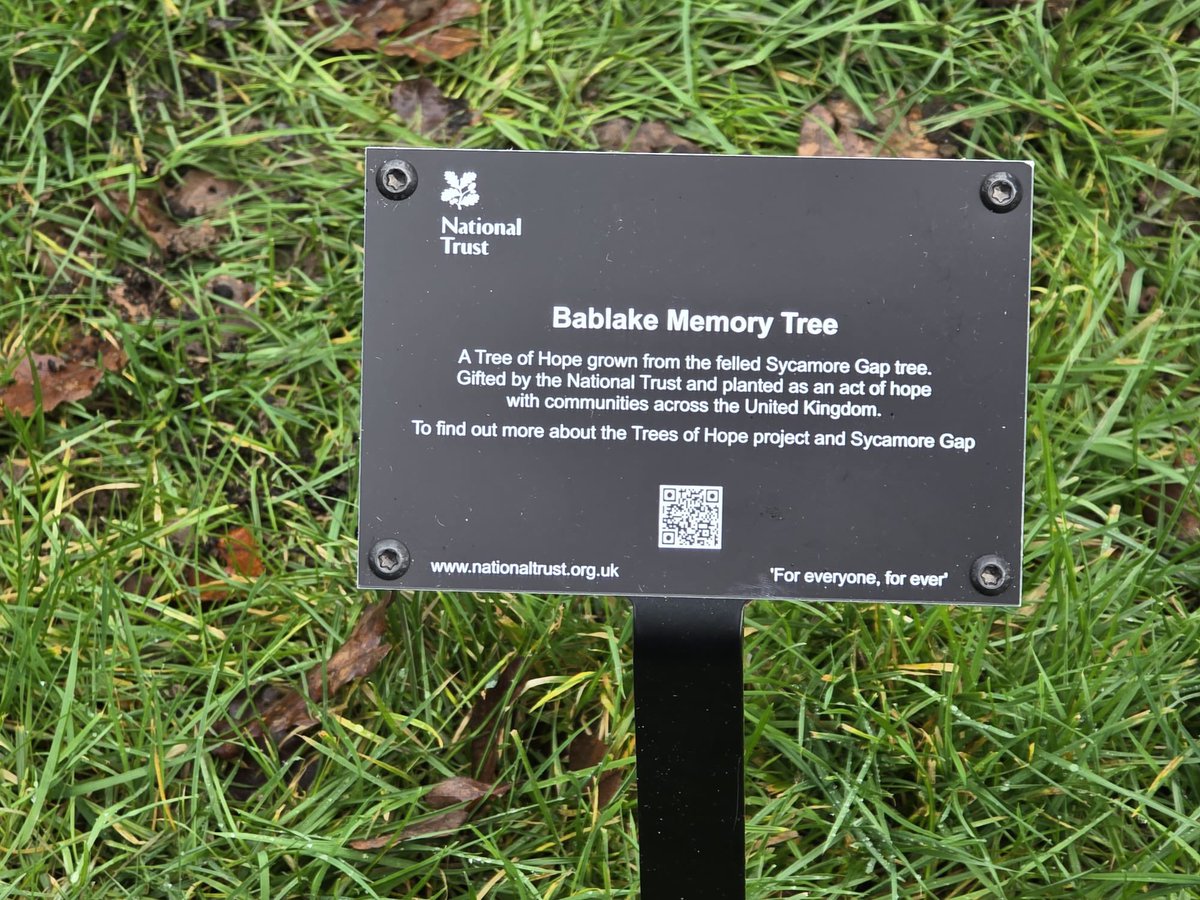 National
Trust
Bablake Memory Tree
A Tree of Hope grown from the felled Sycamore Gap tree.
Gifted by the National Trust and planted as an act of hope
with communities across the United Kingdom.
To find out more about the Trees of Hope project and Sycamore Gap
www.nationaltrust.org.uk
'For everyone, for ever'